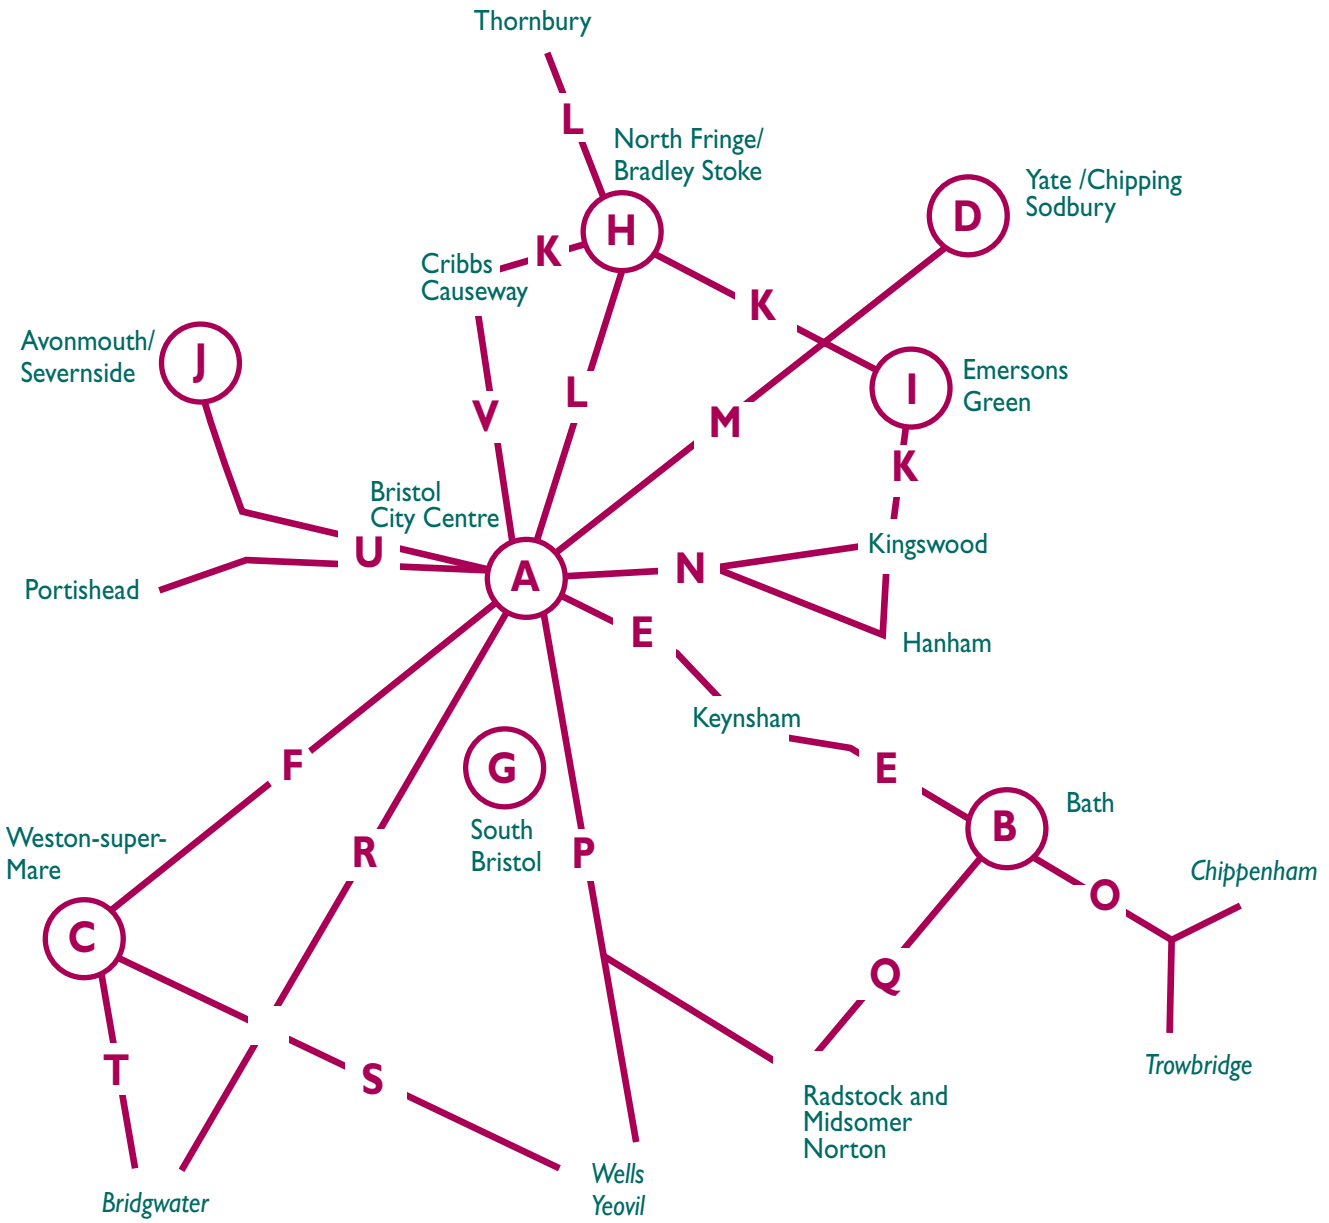 Thornbury
L
North Fringe/
Bradley Stoke
H
Yate /Chipping
Sodbury
D
K
Cribbs
Causeway
K
Avonmouth/
Severnside
J
I
Emersons
Green
V
L
M
K
Bristol
City Centre
U
Kingswood
Portishead
A
N
E
Hanham
Keynsham
F
G
South
Bristol
E
B
Bath
Weston-super-
Mare
R
P
Chippenham
O
C
Q
T
S
Trowbridge
Radstock and
Midsomer
Norton
Bridgwater
Wells
Yeovil